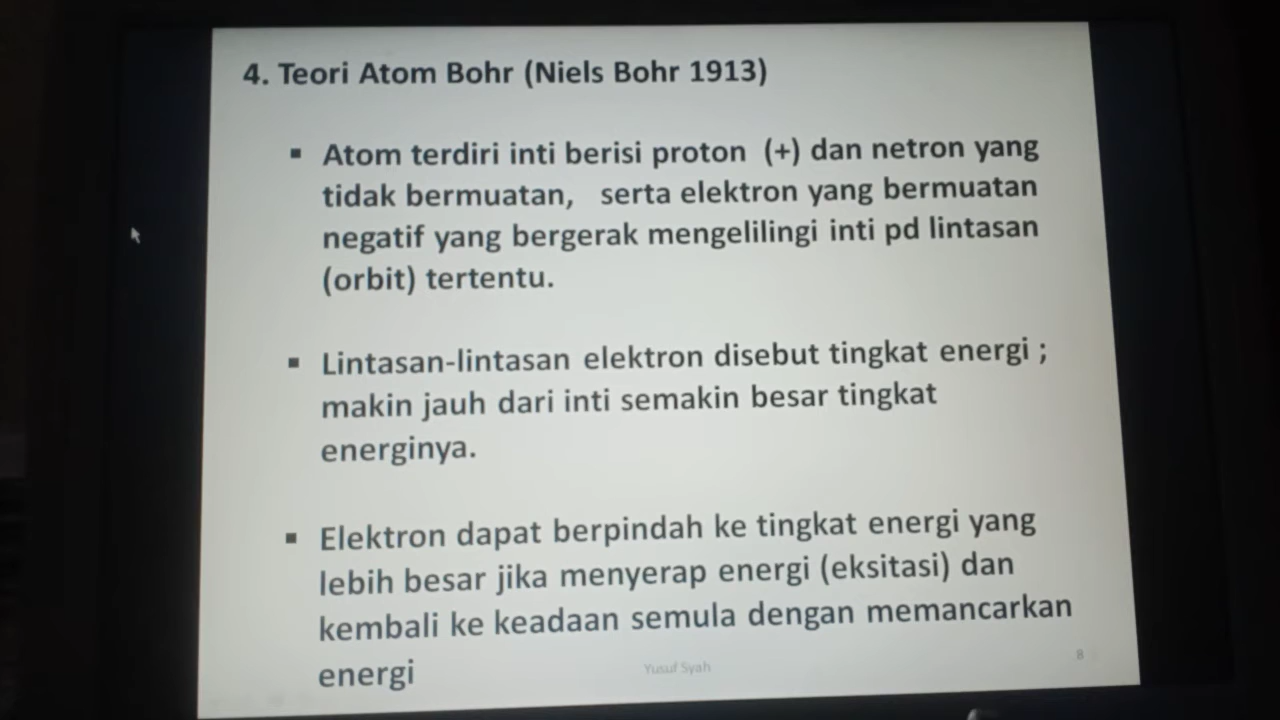 4. Teori Atom Bohr (Niels Bohr 1913)
▪ Atom terdiri inti berisi proton (+) dan netron yang
tidak bermuatan, serta elektron yang bermuatan
negatif yang bergerak mengelilingi inti pd lintasan
(orbit) tertentu.
▪ Lintasan-lintasan elektron disebut tingkat energi ;
makin jauh dari inti semakin besar tingkat
energinya.
▪ Elektron dapat berpindah ke tingkat energi yang
lebih besar jika menyerap energi (eksitasi) dan
kembali ke keadaan semula dengan memancarkan
energi
Yusuf Syah
8